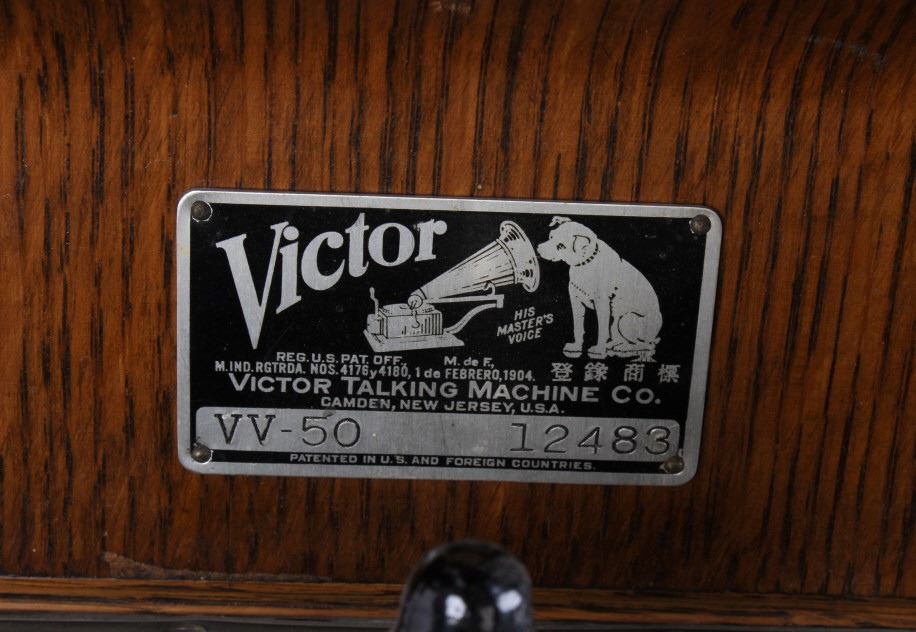 Victor
HIS
MASTER'S
VOICE
REG. U.S. PAT. OFF. M. de F.
M. IND. RGTRDA. NOS. 4176 y 4180, 1 de FEBRERO, 1904.
登錄商標
VICTOR TALKING MACHINE CO.
CAMDEN, NEW JERSEY, U.S.A.
VV-50 12483
PATENTED IN U.S. AND FOREIGN COUNTRIES.